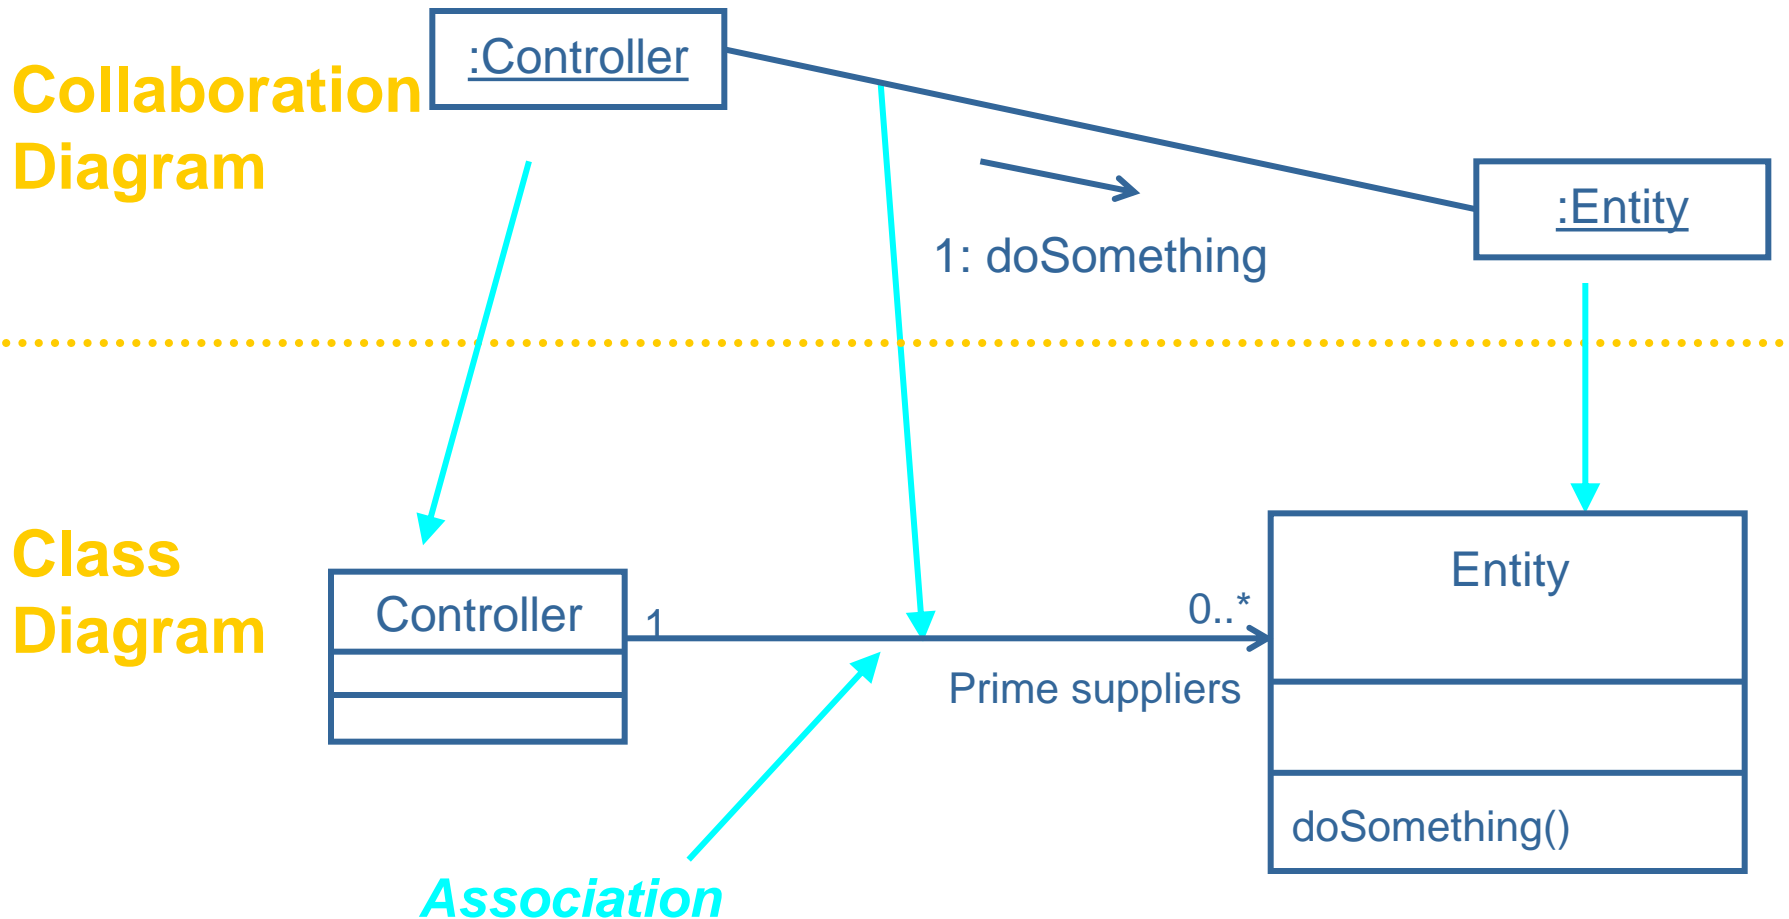 :Controller
Collaboration
Diagram
:Entity
1: doSomething
Class
Diagram
Controller
1
0..*
Entity
Prime suppliers
doSomething()
Association